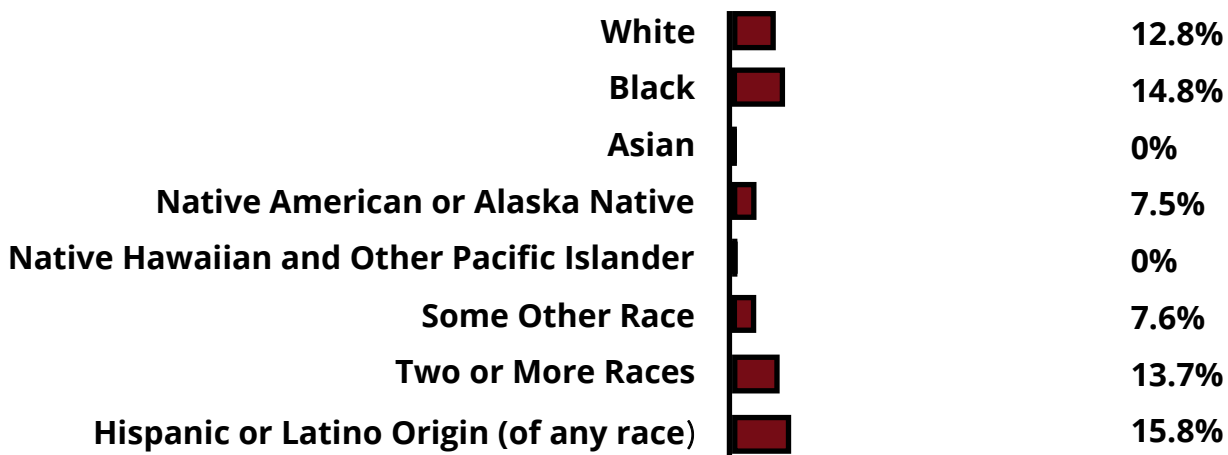 White 12.8%
Black 14.8%
Asian 0%
Native American or Alaska Native 7.5%
Native Hawaiian and Other Pacific Islander 0%
Some Other Race 7.6%
Two or More Races 13.7%
Hispanic or Latino Origin (of any race) 15.8%